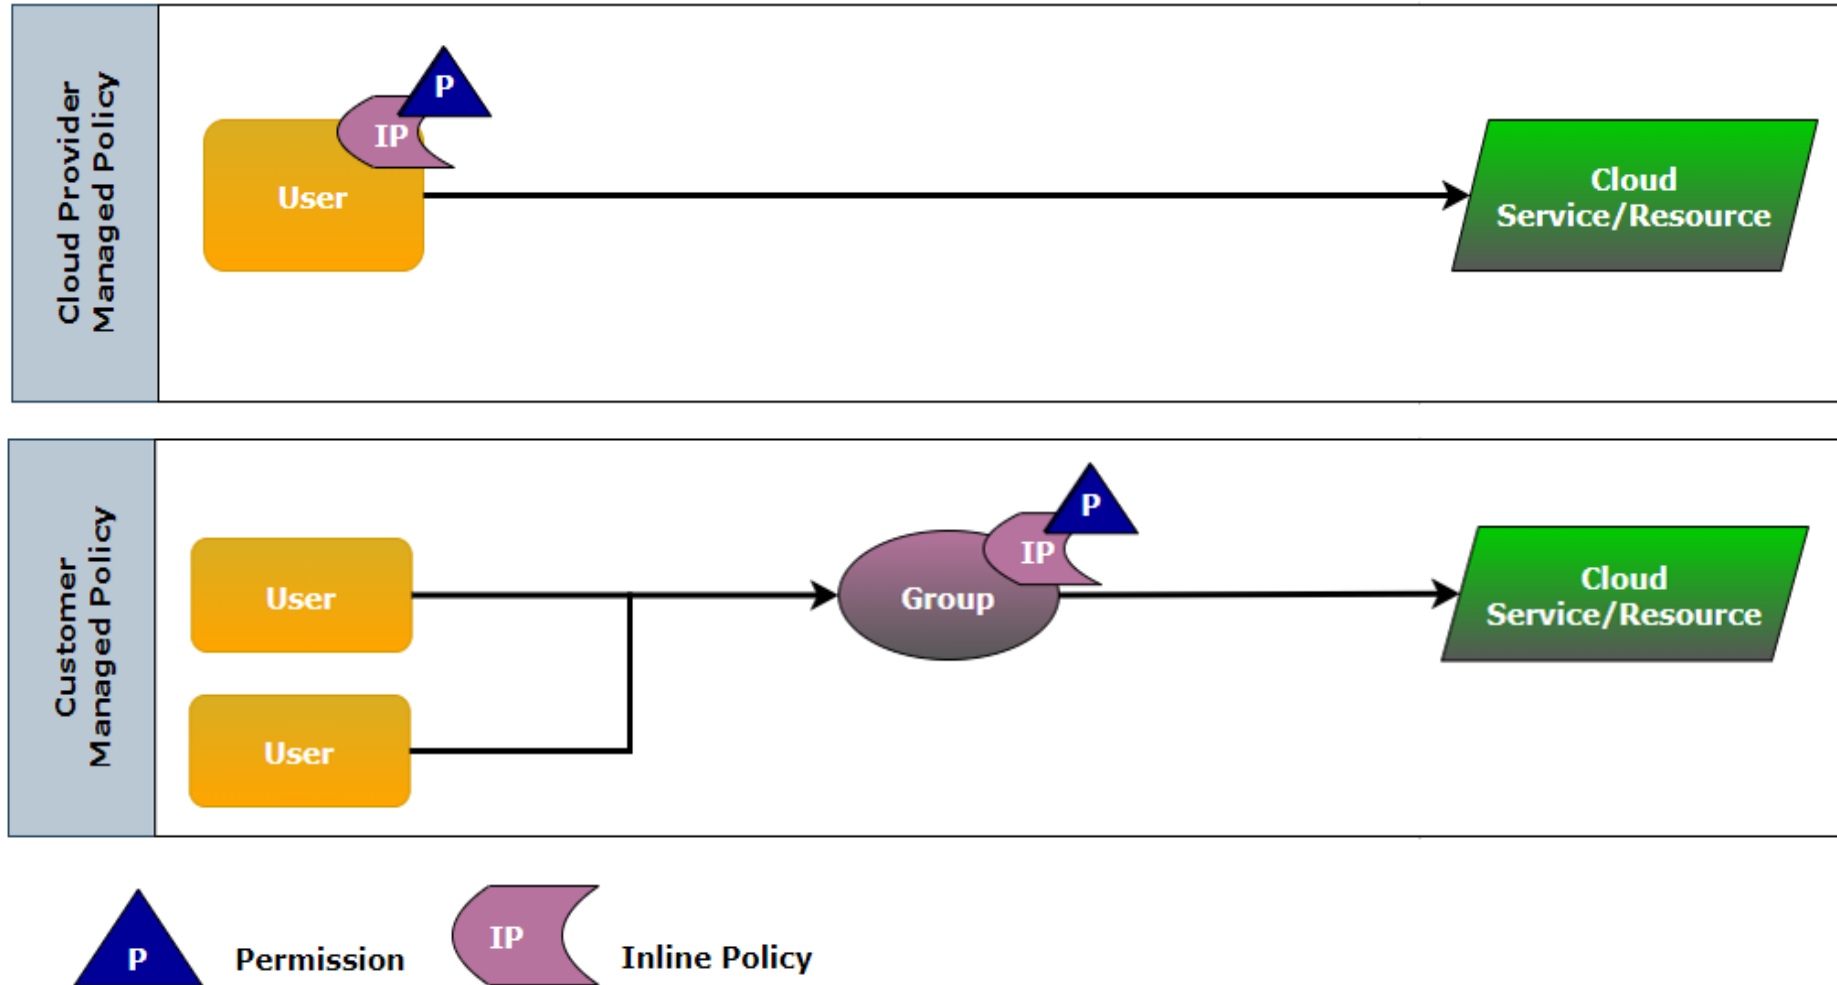 Cloud Provider
Managed Policy
P
IP
User
Cloud
Service/Resource
Customer
Managed Policy
P
IP
User
Group
Cloud
Service/Resource
User
P
Permission
IP
Inline Policy